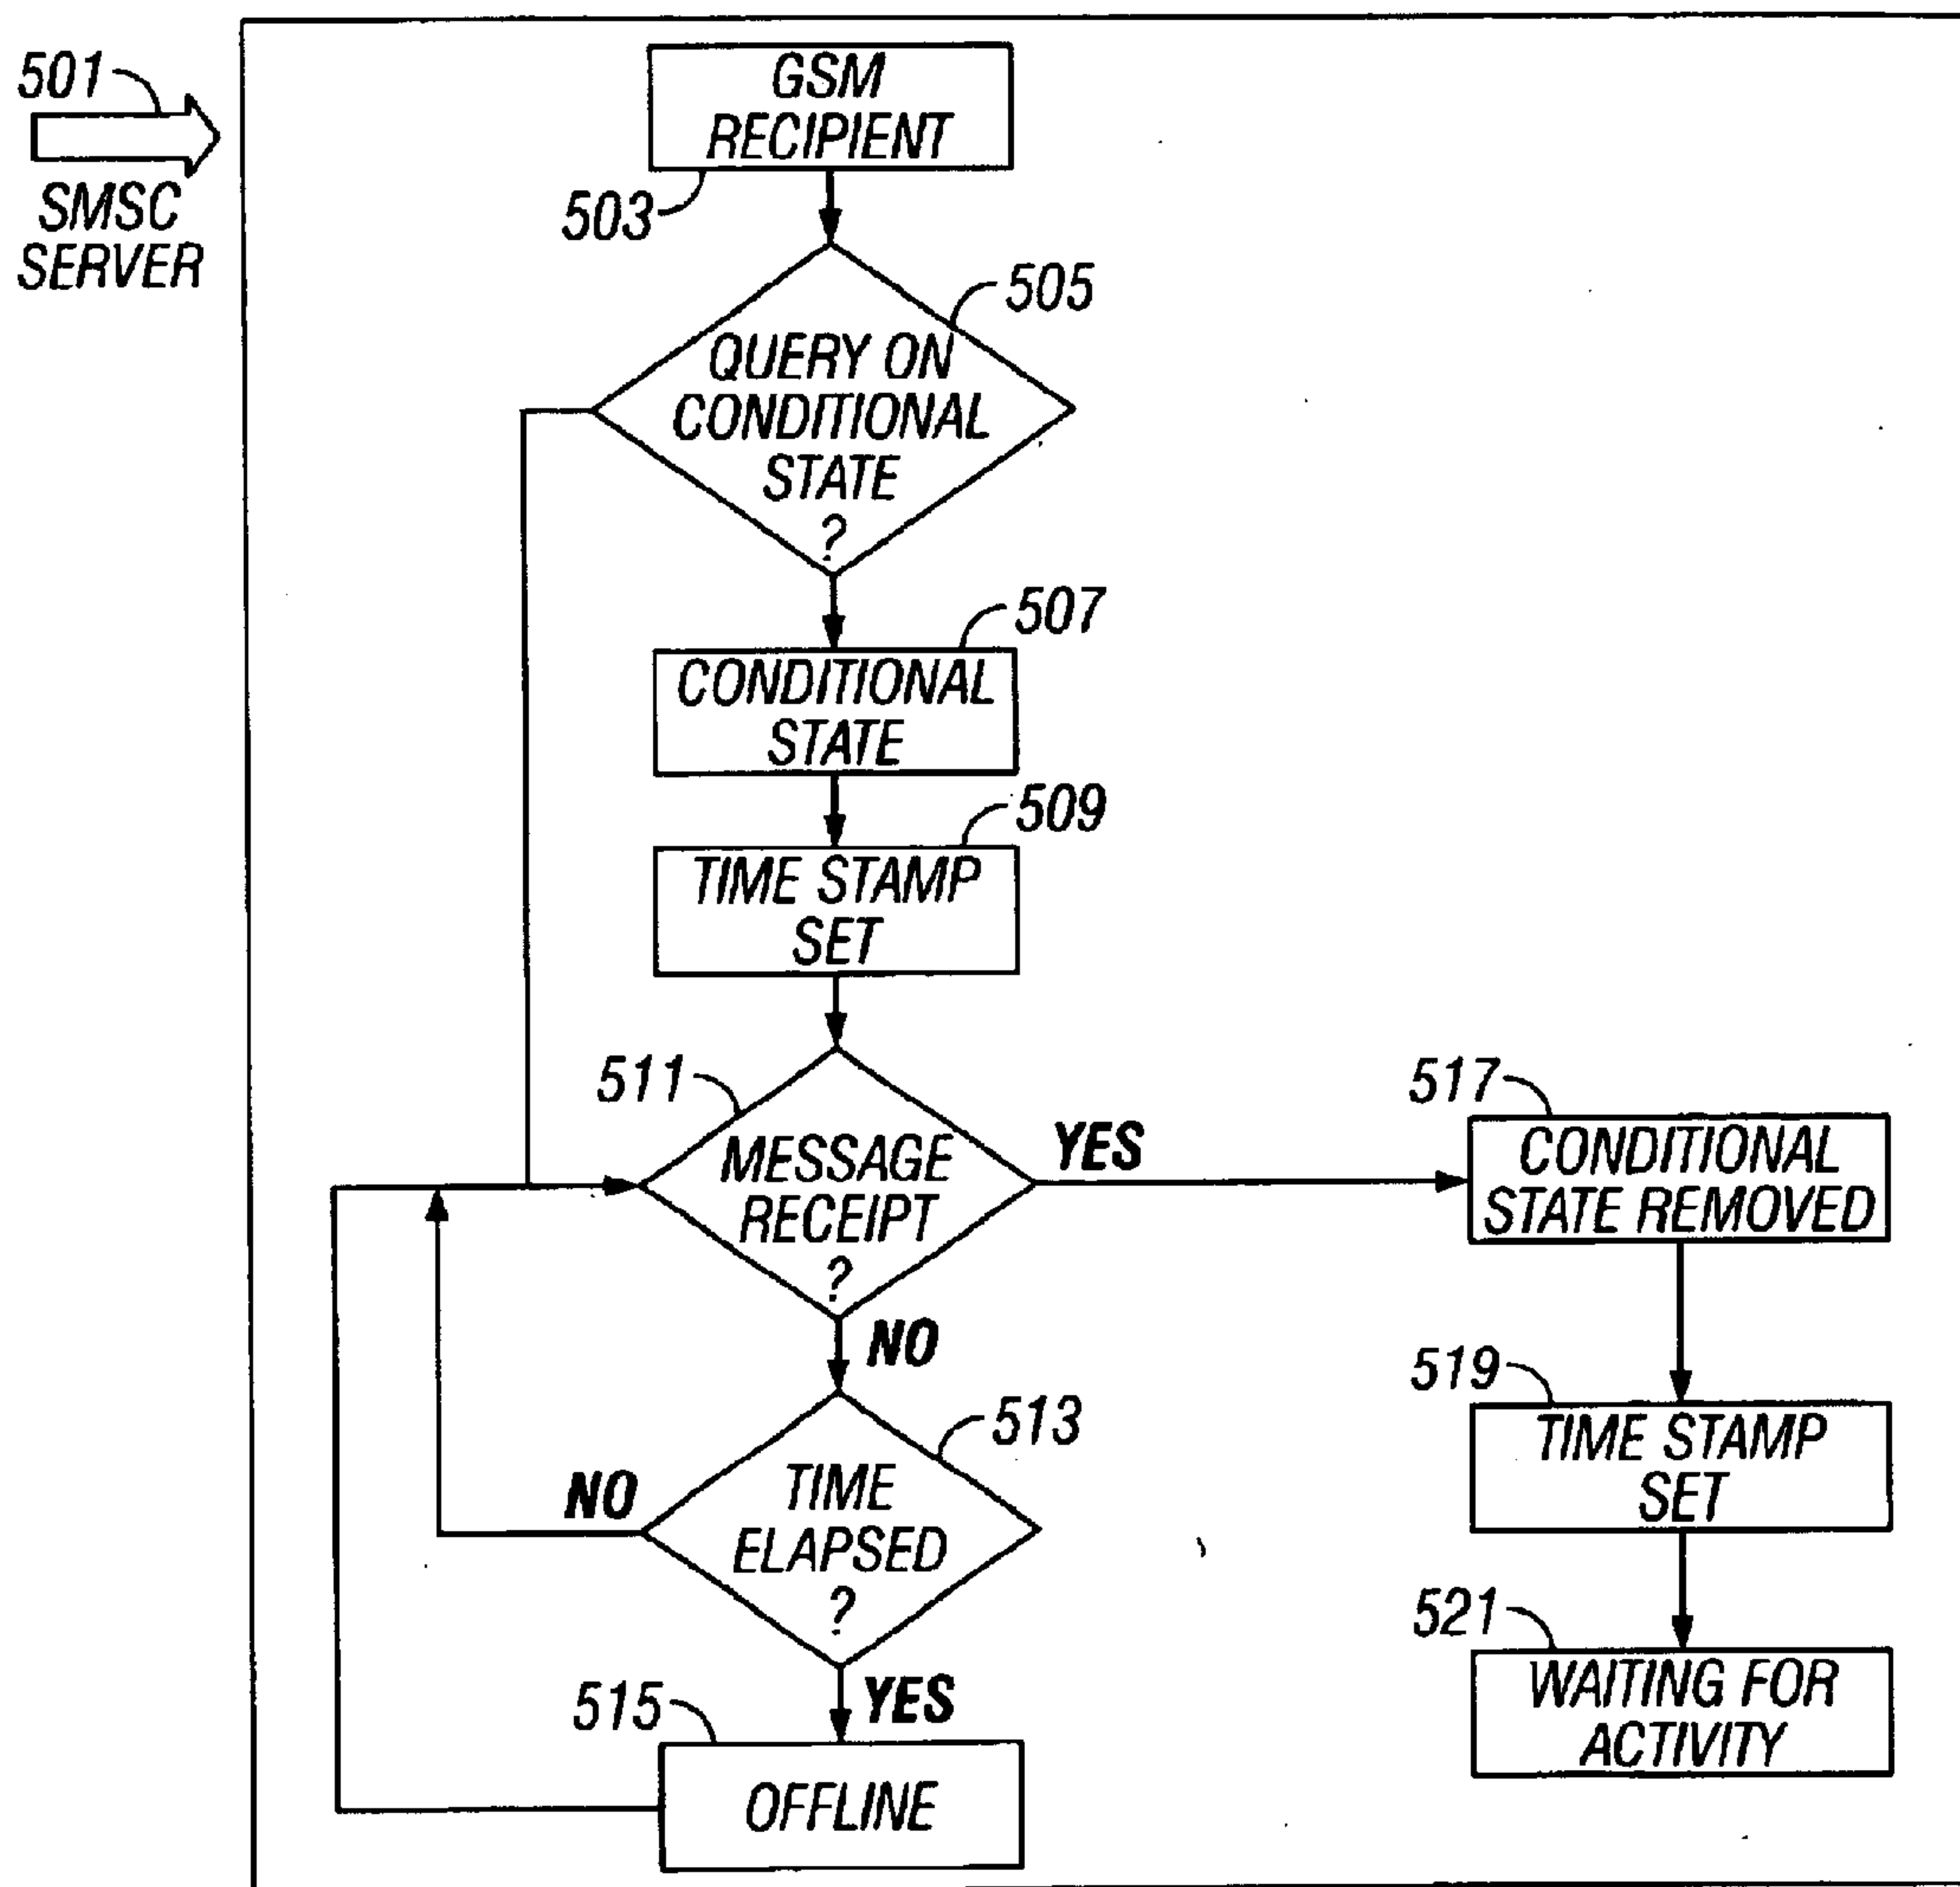 501
SMSC
SERVER
GSM
RECIPIENT
503
505
QUERY ON
CONDITIONAL
STATE
?
507
CONDITIONAL
STATE
509
TIME STAMP
SET
511
MESSAGE
RECEIPT
?
YES
NO
513
TIME
ELAPSED
?
NO
YES
515
OFFLINE
517
CONDITIONAL
STATE REMOVED
519
TIME STAMP
SET
521
WAITING FOR
ACTIVITY